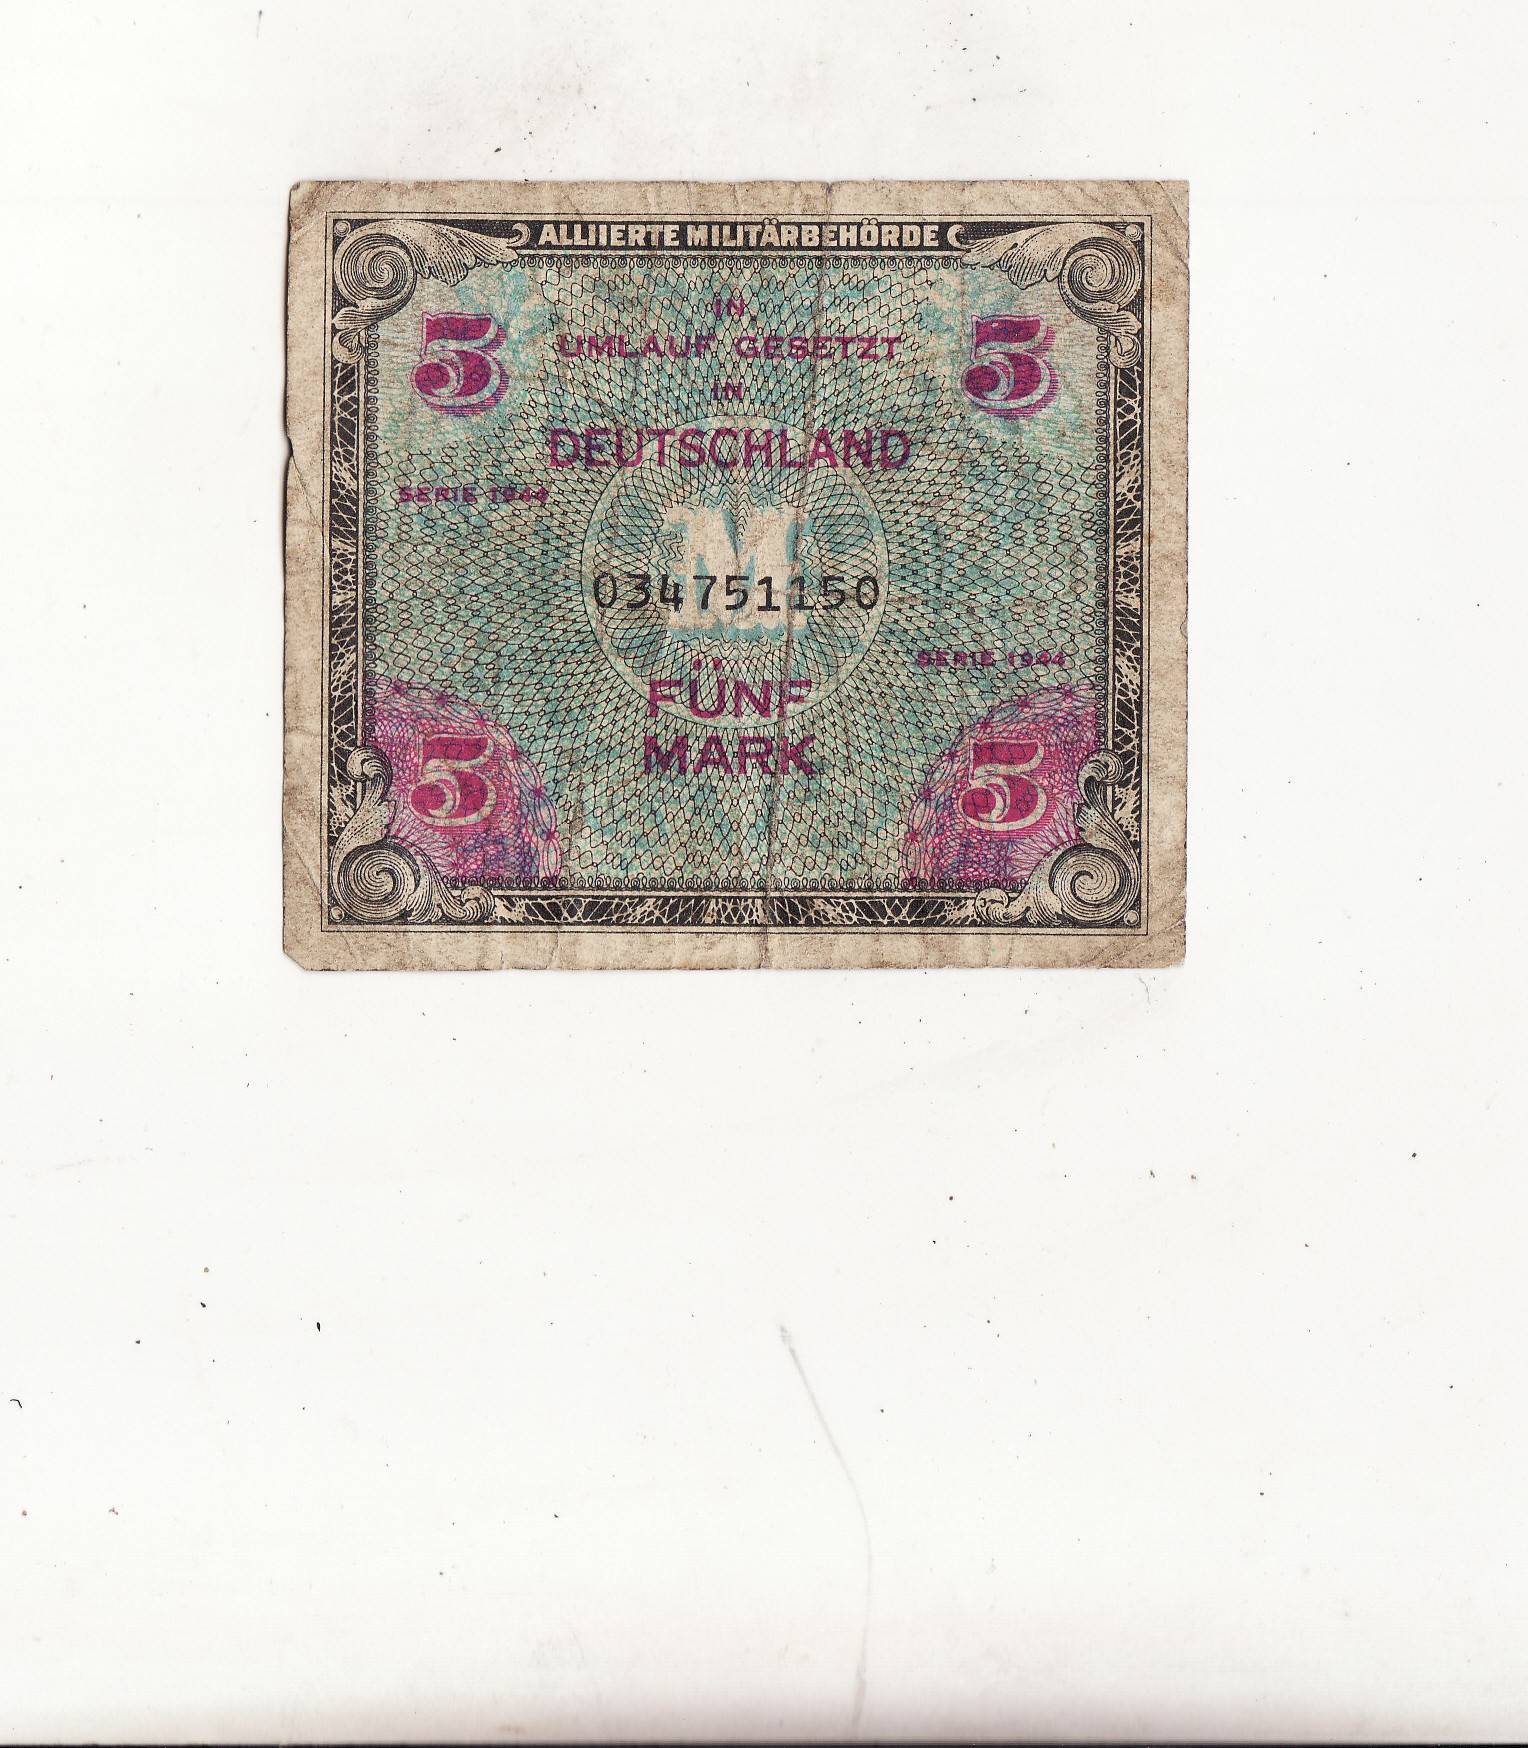 ALLIIERTE MILITÄRBEHÖRDE
IN
5 UMLAUF GESETZT 5
IN
DEUTSCHLAND
SERIE 1944
M
034751150
SERIE 1944
FÜNF
5 MARK 5